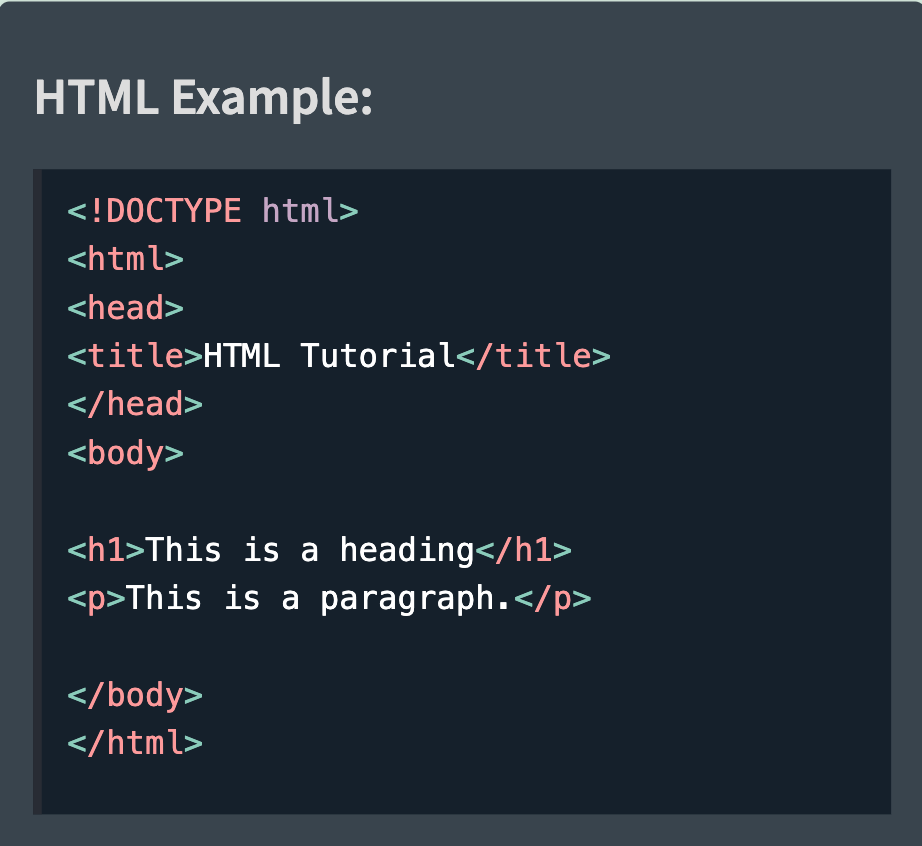 HTML Example:
<!DOCTYPE html>
<html>
<head>
<title>HTML Tutorial</title>
</head>
<body>
<h1>This is a heading</h1>
<p>This is a paragraph.</p>
</body>
</html>